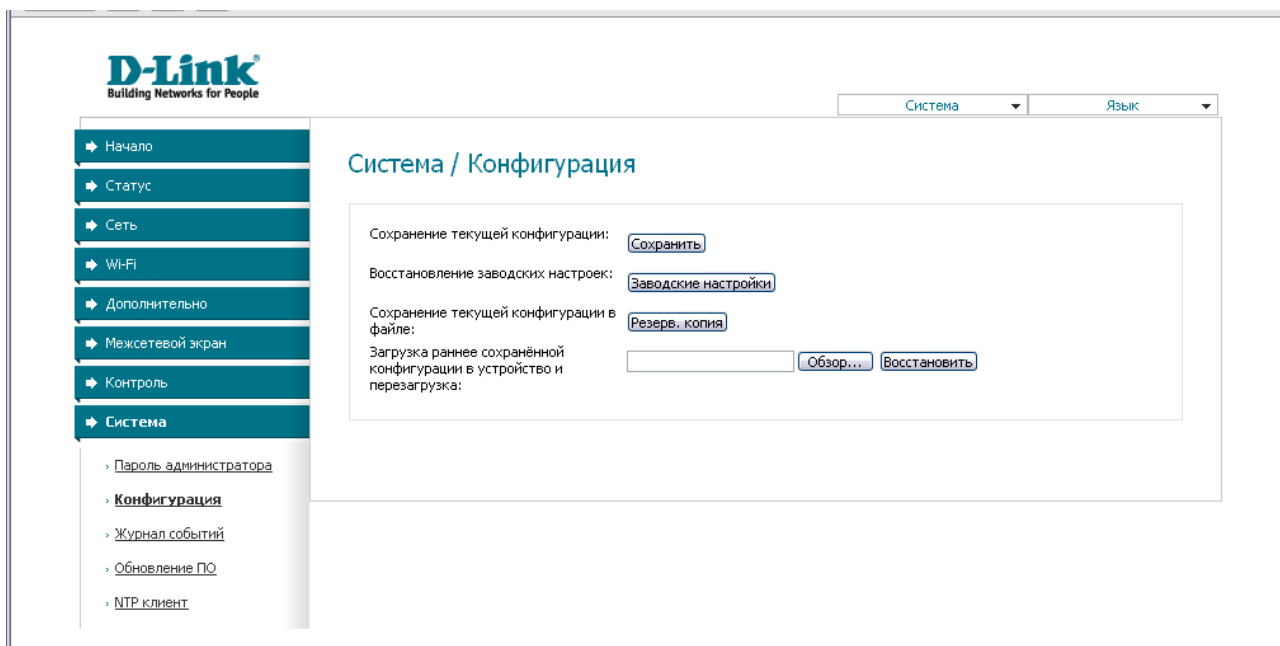 D-Link
Building Networks for People
Система
Язык
Начало
Статус
Сеть
Wi-Fi
Дополнительно
Межсетевой экран
Контроль
Система
Пароль администратора
Конфигурация
Журнал событий
Обновление ПО
NTP клиент
Система / Конфигурация
Сохранение текущей конфигурации:
Сохранить
Восстановление заводских настроек:
Заводские настройки
Сохранение текущей конфигурации в
файле:
Резерв. копия
Загрузка раннее сохранённой
конфигурации в устройство и
перезагрузка:
Обзор...
Восстановить